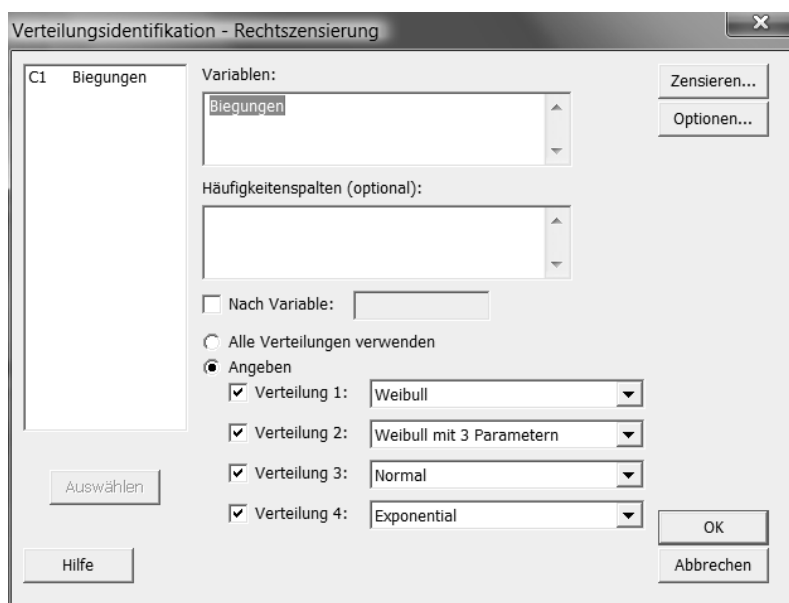 Verteilungsidentifikation - Rechtszensierung
C1 Biegungen
Variablen:
Biegungen
Zensieren...
Optionen...
Häufigkeitenspalten (optional):
Nach Variable:
Alle Verteilungen verwenden
Angeben
Verteilung 1: Weibull
Verteilung 2: Weibull mit 3 Parametern
Verteilung 3: Normal
Verteilung 4: Exponential
Auswählen
OK
Hilfe
Abbrechen